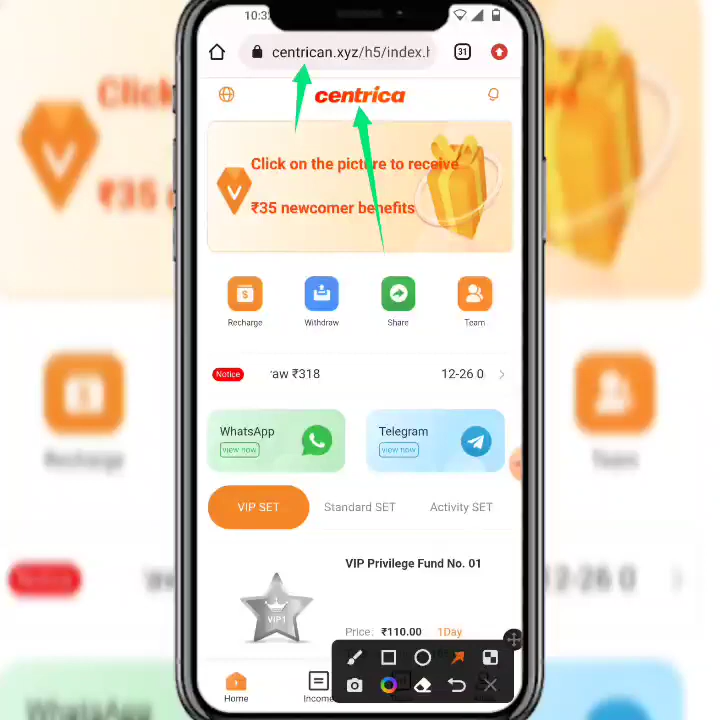 10:3
31
centrican.xyz/h5/index.h
centrica
Click on the picture to receive
₹35 newcomer benefits
Recharge
Withdraw
Share
Team
Notice
raw ₹318
12-26 0
WhatsApp
view now
Telegram
view now
VIP SET
Standard SET
Activity SET
VIP Privilege Fund No. 01
VIP1
Price: ₹110.00 1Day
Home
Income